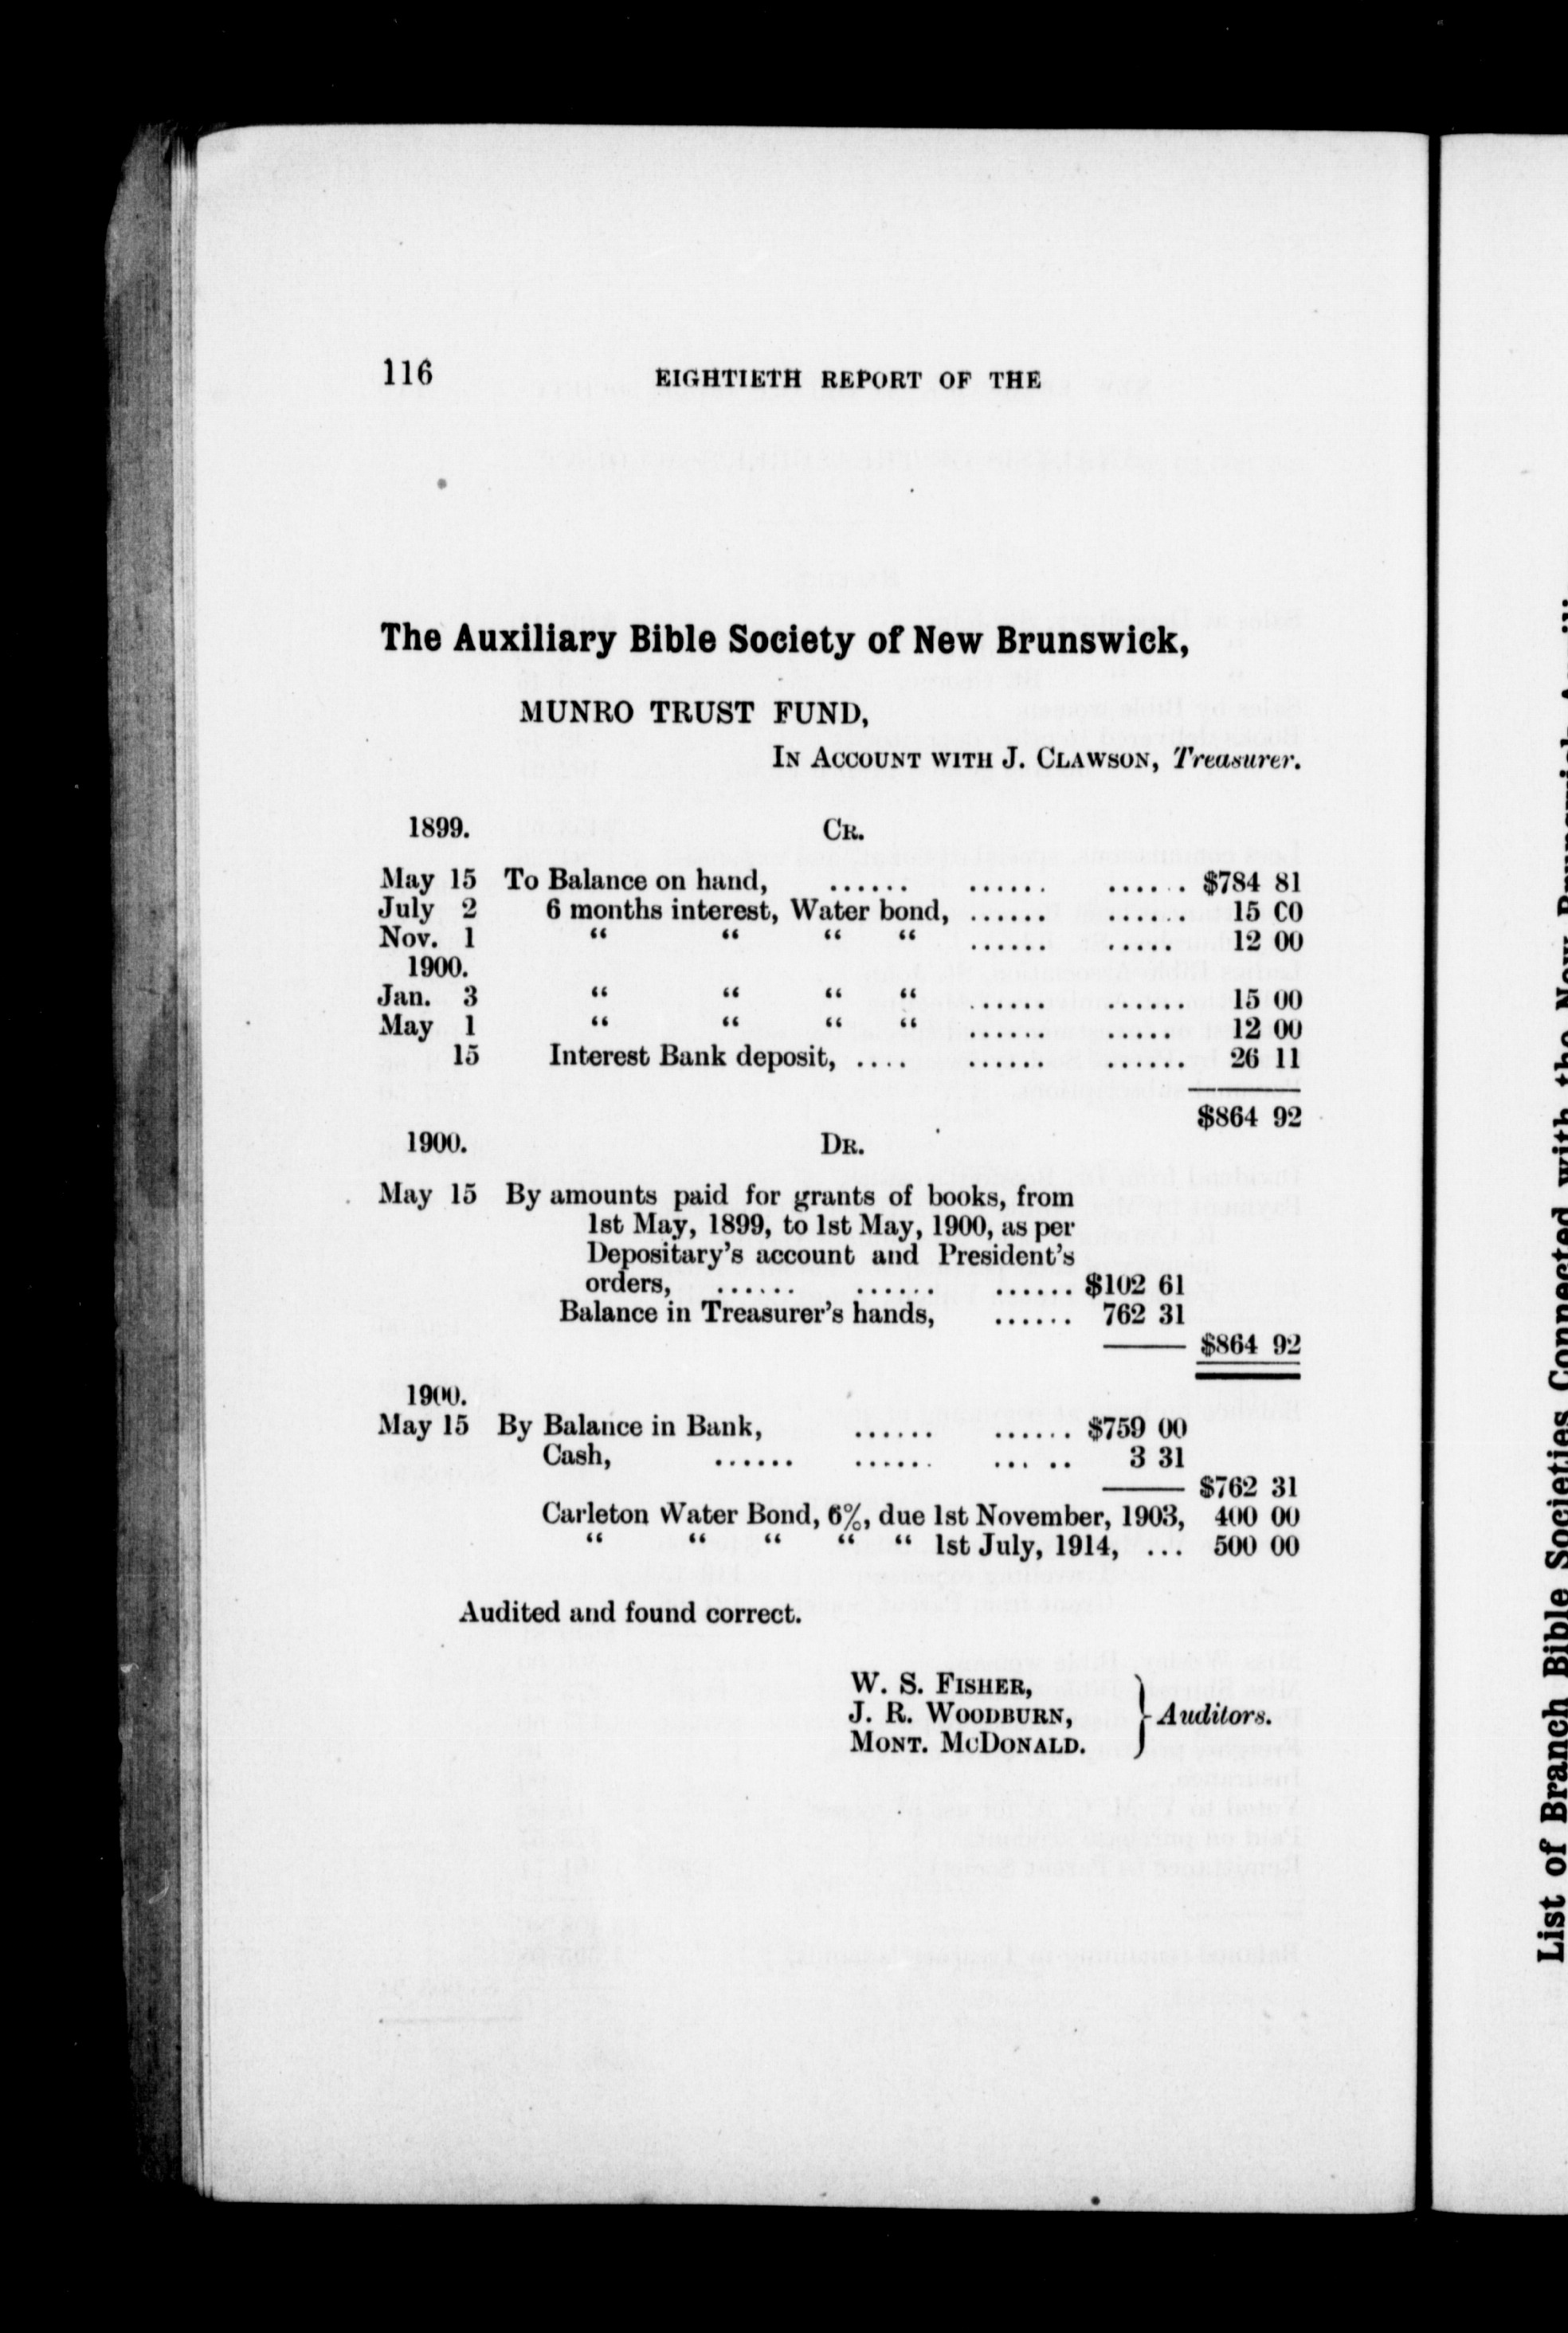 116 EIGHTIETH REPORT OF THE
The Auxiliary Bible Society of New Brunswick,
MUNRO TRUST FUND,
IN ACCOUNT WITH J. CLAWSON, Treasurer.
1899. CR.
May 15 To Balance on hand, ...... ...... ...... $784 81
July 2 6 months interest, Water bond, ...... ...... 15 C0
Nov. 1 “ “ “ “ ...... ..... 12 00
1900.
Jan. 3 “ “ “ “ ...... ...... 15 00
May 1 “ “ “ “ ...... ..... 12 00
15 Interest Bank deposit, .... ...... ...... 26 11
$864 92
1900. DR.
May 15 By amounts paid for grants of books, from
1st May, 1899, to 1st May, 1900, as per
Depositary's account and President's
orders, ...... ...... ...... $102 61
Balance in Treasurer's hands, ...... 762 31
$864 92
1900.
May 15 By Balance in Bank, ...... ...... $759 00
Cash, ...... ...... ... .. 3 31
$762 31
Carleton Water Bond, 6%, due 1st November, 1903, 400 00
“ “ “ “ “ 1st July, 1914, ... 500 00
Audited and found correct.
W. S. FISHER,
J. R. WOODBURN, } Auditors.
MONT. MCDONALD.
List of Branch Bible Societies Connected with the New Brunswick